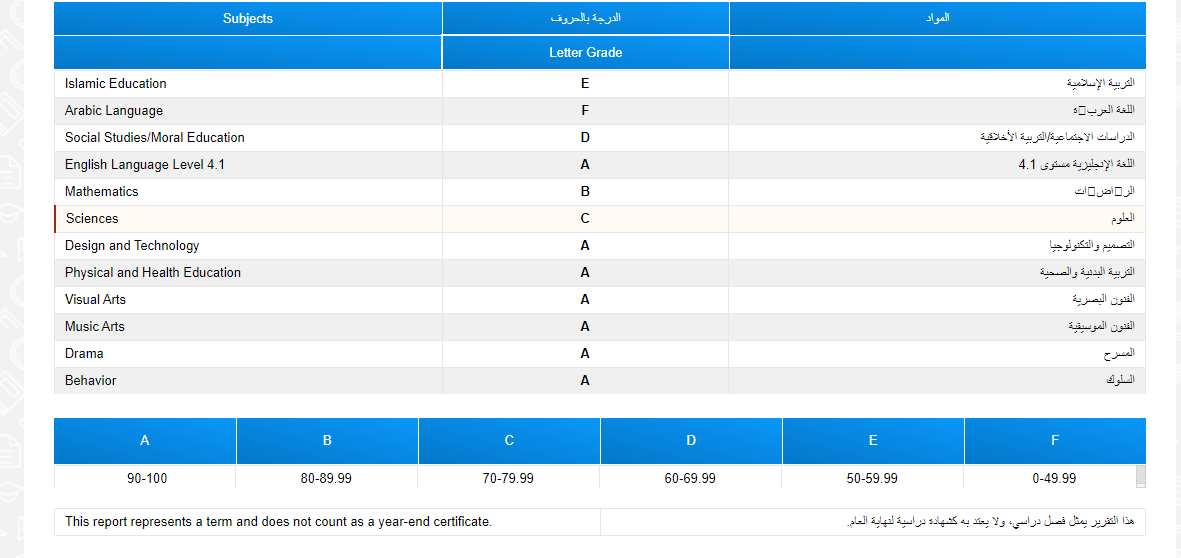 Subjects الدرجة بالحروف المواد
Letter Grade
Islamic Education E التربية الإسلامية
Arabic Language F اللغة العرب□ة
Social Studies/Moral Education D الدراسات الاجتماعية/التربية الأخلاقية
English Language Level 4.1 A اللغة الإنجليزية مستوى 4.1
Mathematics B الر□اض□ات
Sciences C العلوم
Design and Technology A التصميم والتكنولوجيا
Physical and Health Education A التربية البدنية والصحية
Visual Arts A الفنون البصرية
Music Arts A الفنون الموسيقية
Drama A المسرح
Behavior A السلوك
A B C D E F
90-100 80-89.99 70-79.99 60-69.99 50-59.99 0-49.99
This report represents a term and does not count as a year-end certificate. هذا التقرير يمثل فصل دراسي، ولا يعتد به كشهادة دراسية لنهاية العام.